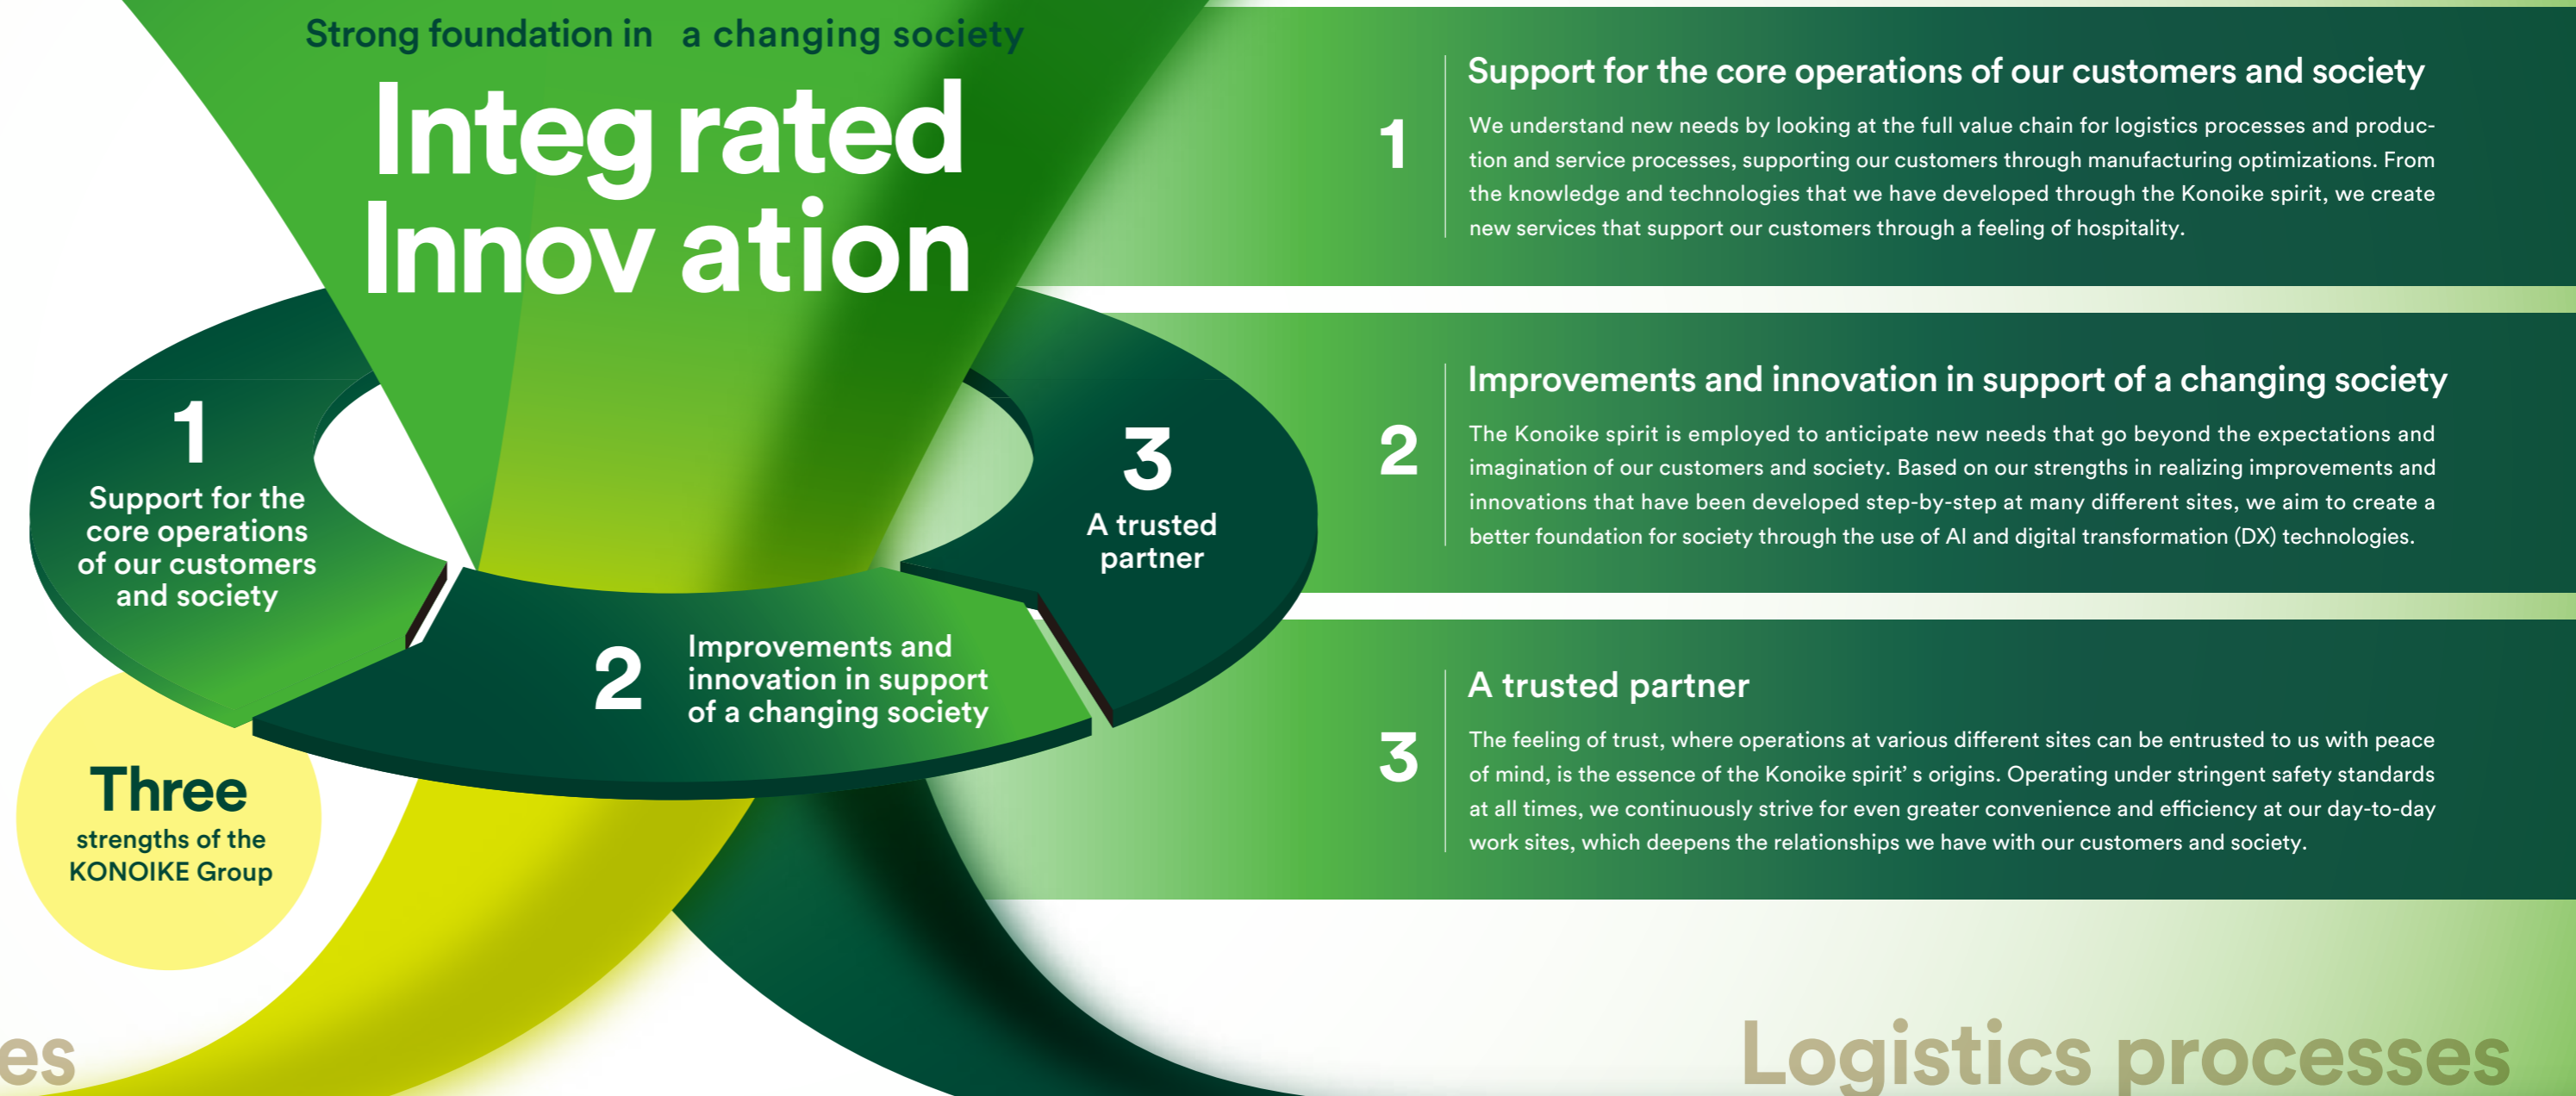 Strong foundation in a changing society
Integ rated
Innov ation
1
Support for the
core operations
of our customers
and society
2
Improvements and
innovation in support
of a changing society
3
A trusted
partner
Three
strengths of the
KONOIKE Group
1
Support for the core operations of our customers and society
We understand new needs by looking at the full value chain for logistics processes and produc-
tion and service processes, supporting our customers through manufacturing optimizations. From
the knowledge and technologies that we have developed through the Konoike spirit, we create
new services that support our customers through a feeling of hospitality.
2
Improvements and innovation in support of a changing society
The Konoike spirit is employed to anticipate new needs that go beyond the expectations and
imagination of our customers and society. Based on our strengths in realizing improvements and
innovations that have been developed step-by-step at many different sites, we aim to create a
better foundation for society through the use of AI and digital transformation (DX) technologies.
3
A trusted partner
The feeling of trust, where operations at various different sites can be entrusted to us with peace
of mind, is the essence of the Konoike spirit’ s origins. Operating under stringent safety standards
at all times, we continuously strive for even greater convenience and efficiency at our day-to-day
work sites, which deepens the relationships we have with our customers and society.
es
Logistics processes